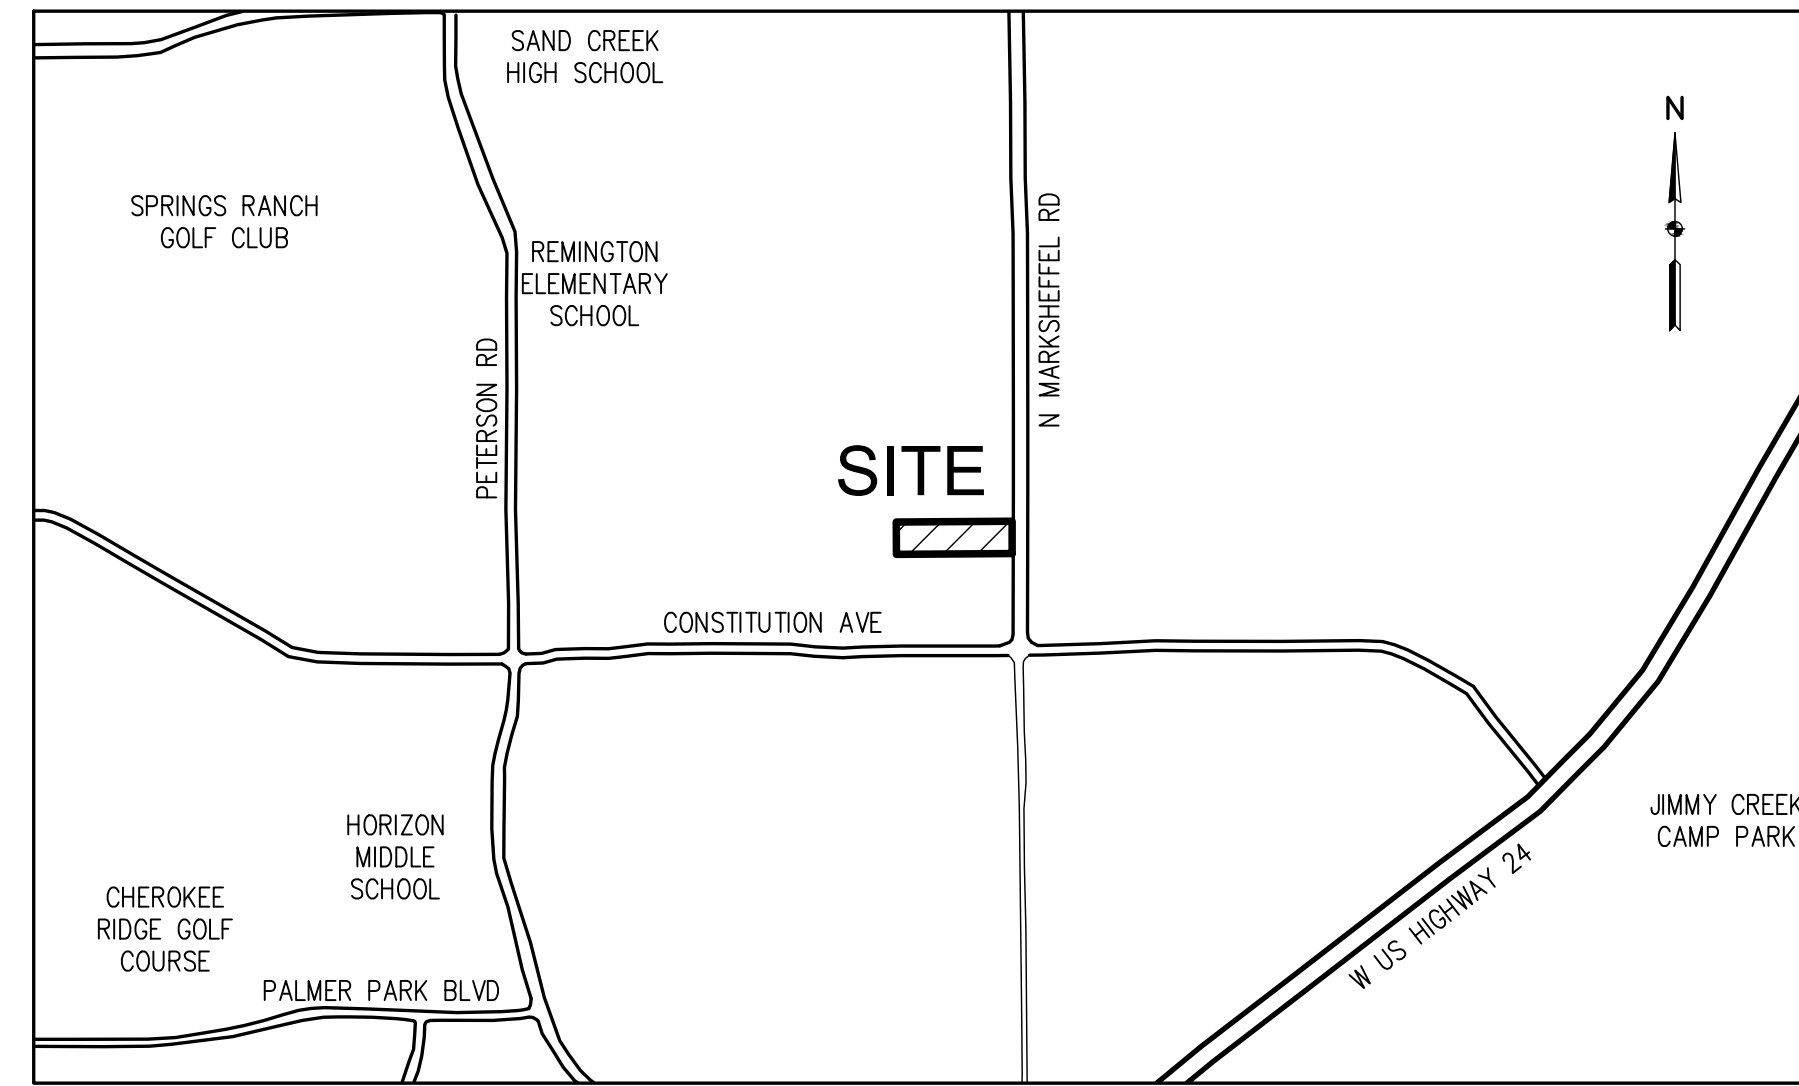 SAND CREEK
HIGH SCHOOL
N
SPRINGS RANCH
GOLF CLUB
REMINGTON
ELEMENTARY
SCHOOL
N MARKSHEFFEL RD
PETERSON RD
SITE
CONSTITUTION AVE
JIMMY CREEK
CAMP PARK
HORIZON
MIDDLE
SCHOOL
W US HIGHWAY 24
CHEROKEE
RIDGE GOLF
COURSE
PALMER PARK BLVD